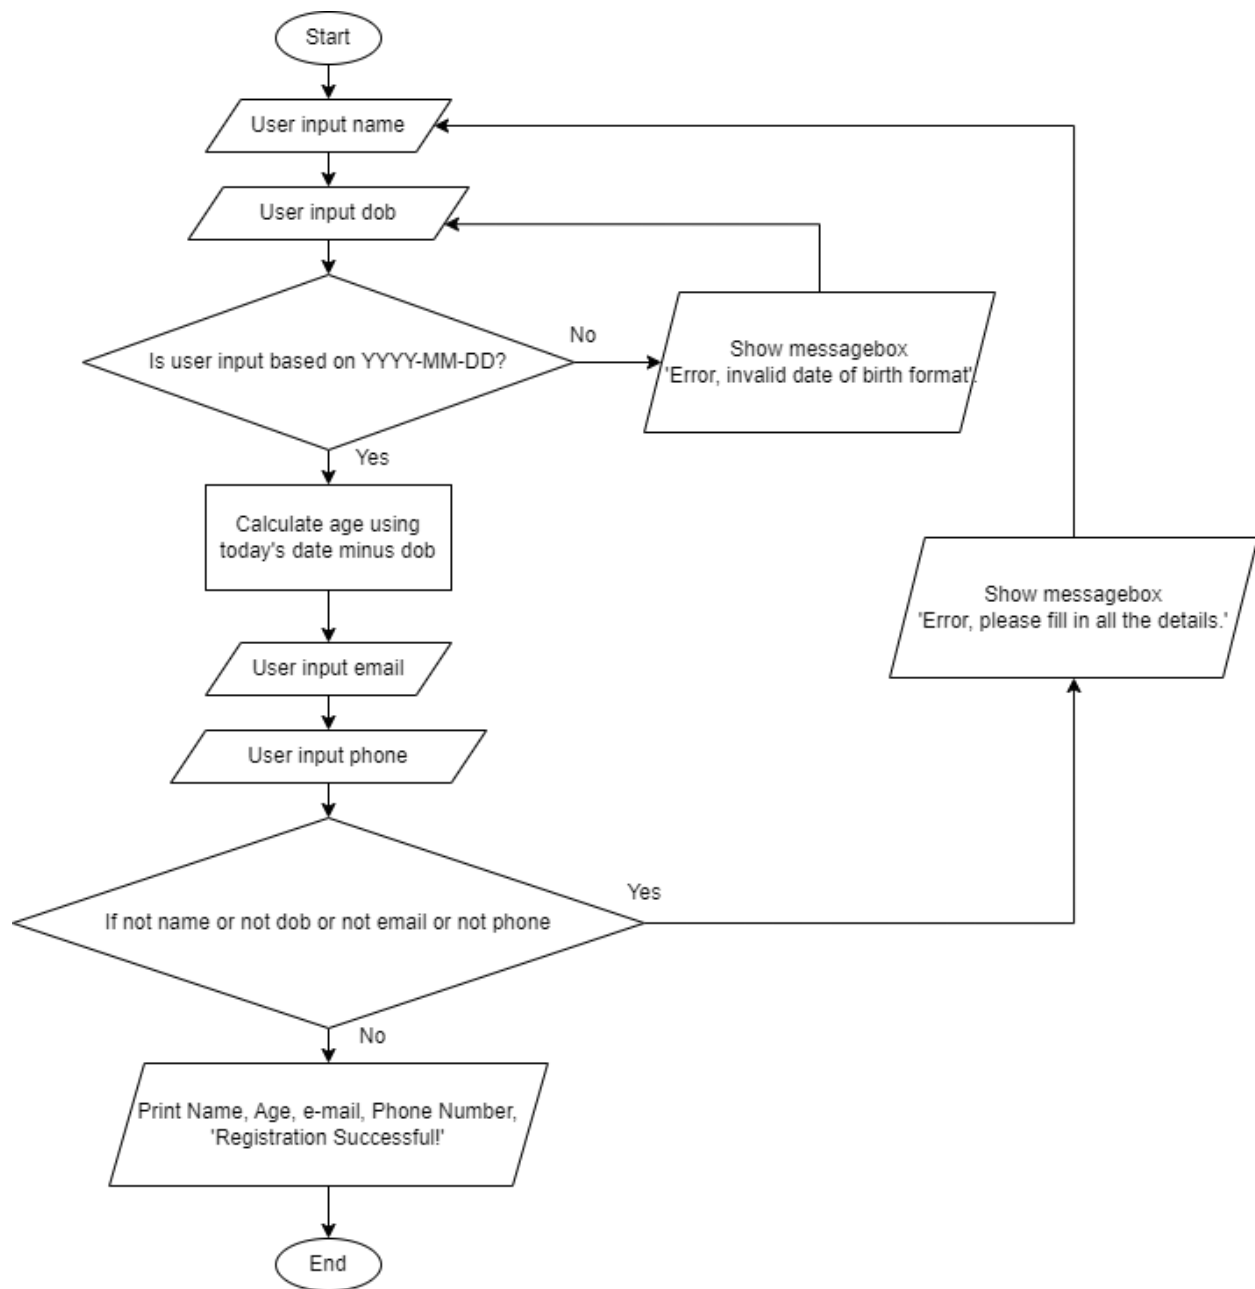 Start
User input name
User input dob
Is user input based on YYYY-MM-DD?
No
Show messagebox
'Error, invalid date of birth format'.
Yes
Calculate age using
today's date minus dob
User input email
User input phone
If not name or not dob or not email or not phone
Yes
Show messagebox
'Error, please fill in all the details.'
No
Print Name, Age, e-mail, Phone Number,
'Registration Successful!'
End